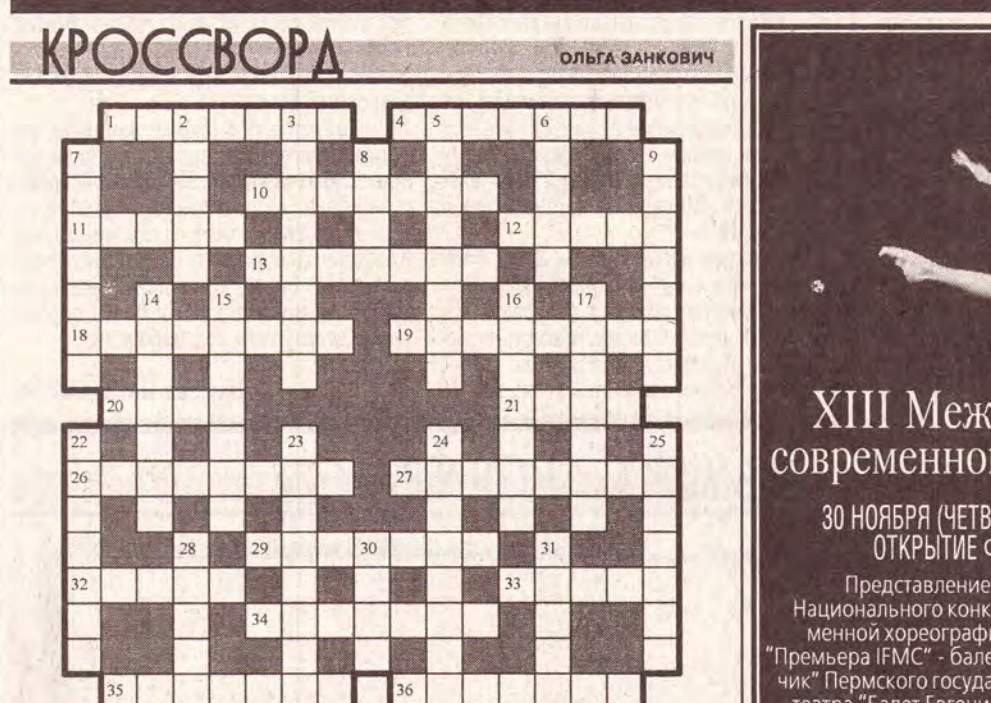 КРОССВОРД
ОЛЬГА ЗАНКОВИЧ
1 2 3 4 5 6
7 8 9
10
11 12
13
14 15 16 17
18 19
20 21
22 23 24 25
26 27
28 29 30 31
32 33
34
35 36
XIII Меж
современно
30 НОЯБРЯ (ЧЕТВ
ОТКРЫТИЕ Ф
Представление
Национального конк
менной хореографи
"Премьера IFMC" - бале
чик" Пермского госуда
театра "Балет Евгени